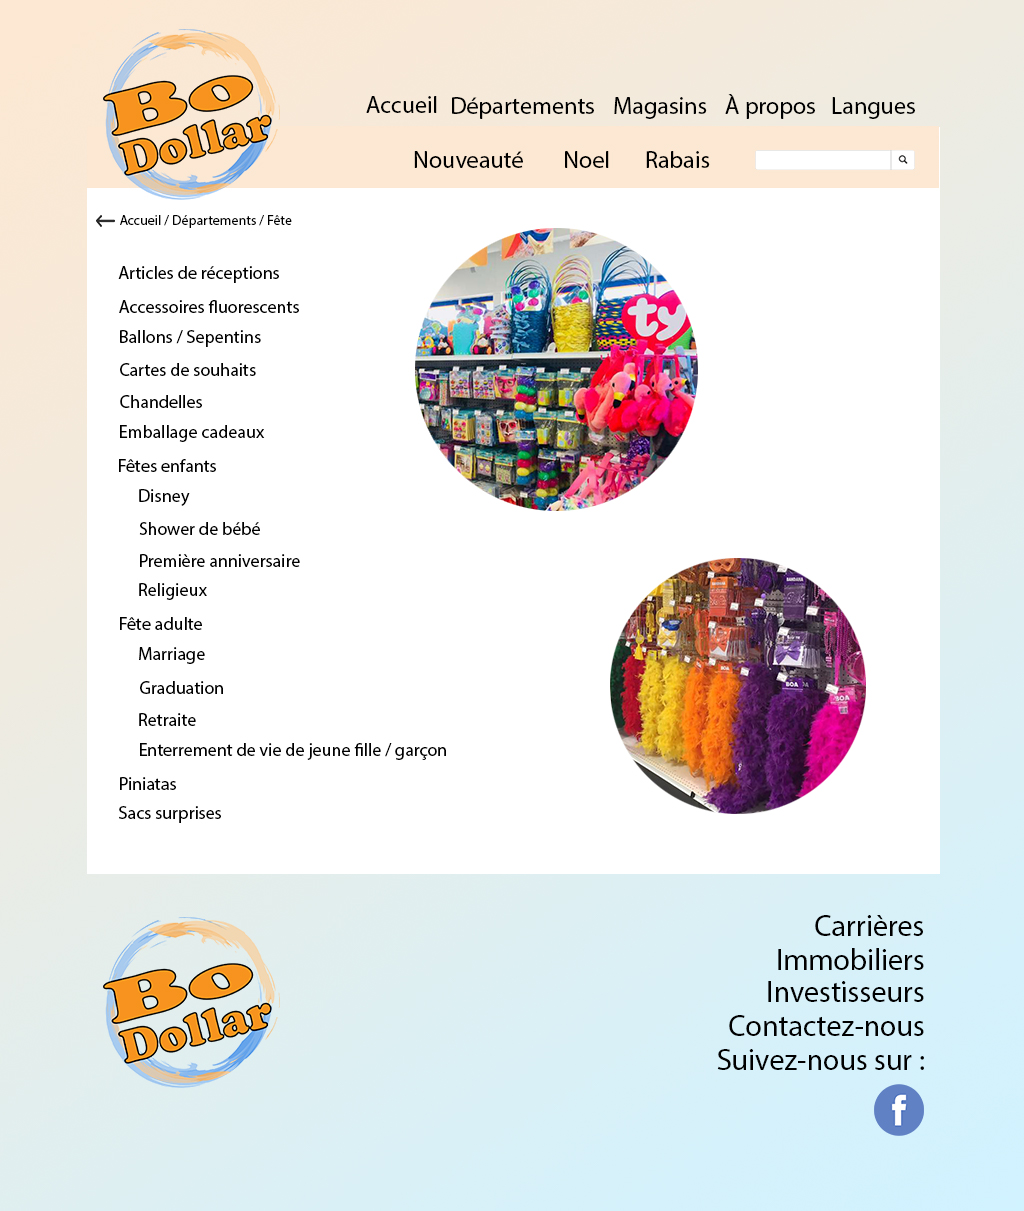 Bo
Dollar
Accueil Départements Magasins À propos Langues
Nouveauté Noel Rabais
Accueil / Départements / Fête
Articles de réceptions
Accessoires fluorescents
Ballons / Sepentins
Cartes de souhaits
Chandelles
Emballage cadeaux
Fêtes enfants
Disney
Shower de bébé
Première anniversaire
Religieux
Fête adulte
Marriage
Graduation
Retraite
Enterrement de vie de jeune fille / garçon
Piniatas
Sacs surprises
ty
BANDANA
BOA
BOA
Bo
Dollar
Carrières
Immobiliers
Investisseurs
Contactez-nous
Suivez-nous sur :
f